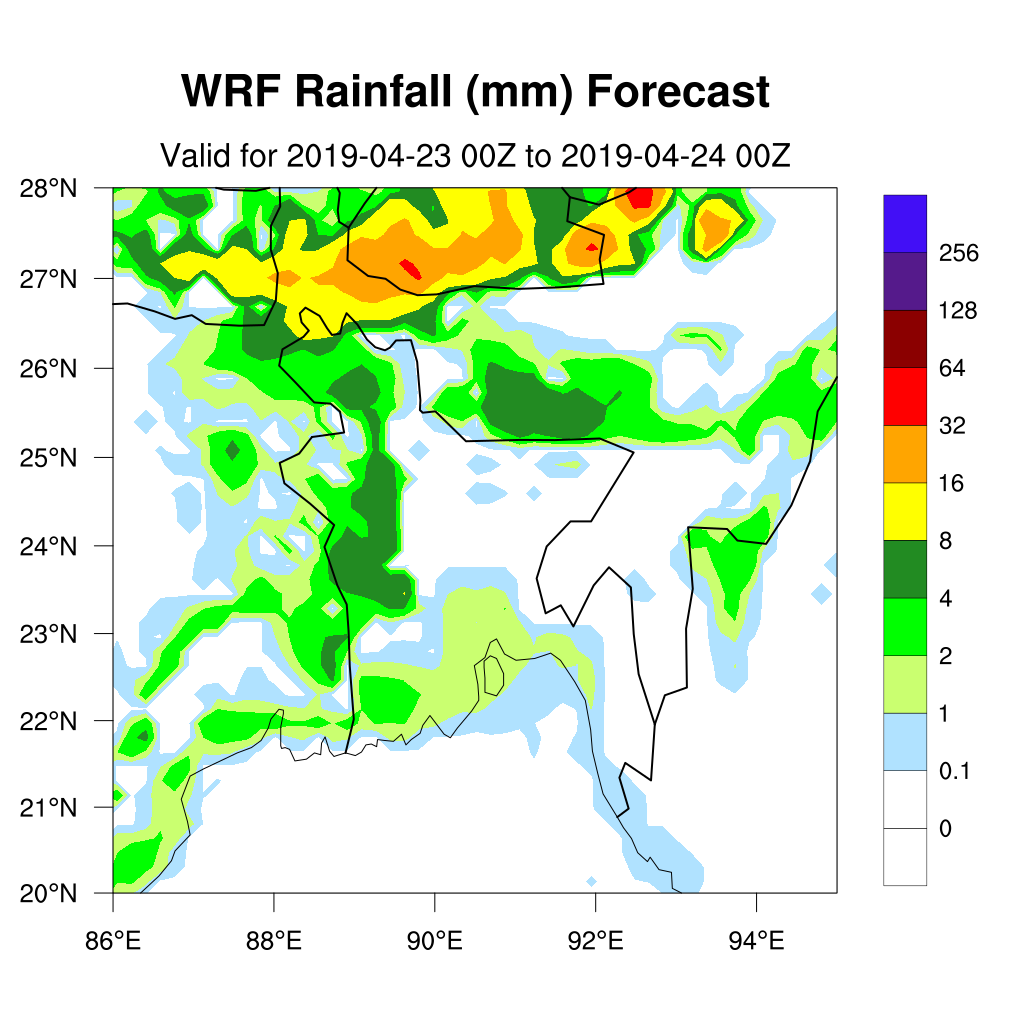 WRF Rainfall (mm) Forecast
Valid for 2019-04-23 00Z to 2019-04-24 00Z
28°N
27°N
26°N
25°N
24°N
23°N
22°N
21°N
20°N
86°E 88°E 90°E 92°E 94°E
256
128
64
32
16
8
4
2
1
0.1
0